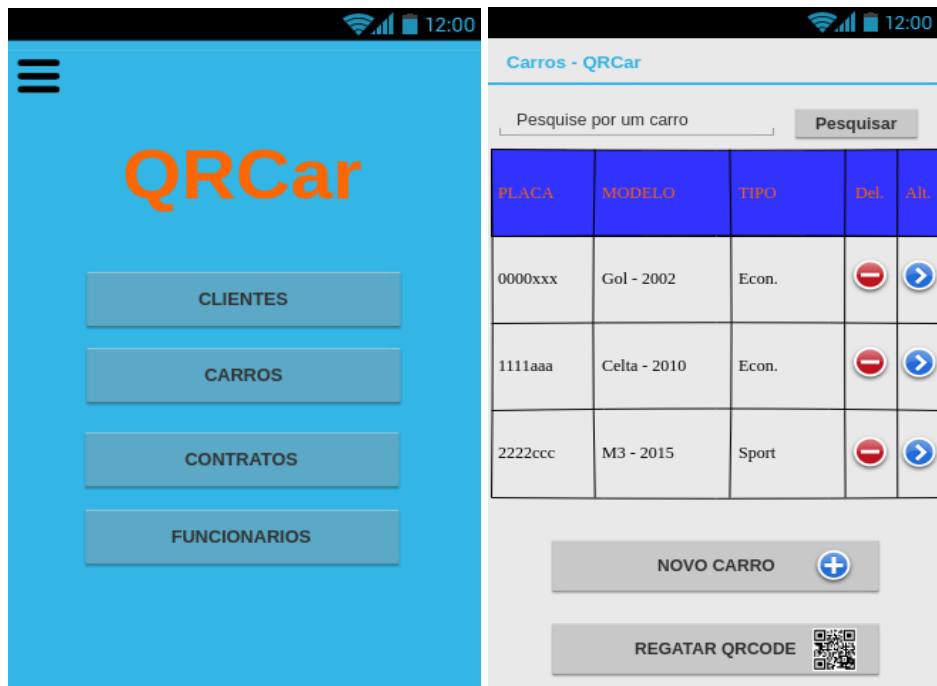 12:00
QRCar
CLIENTES
CARROS
CONTRATOS
FUNCIONARIOS
12:00
Carros - QRCar
Pesquise por um carro Pesquisar
PLACA MODELO TIPO Del. Alt.
0000xxx Gol - 2002 Econ.
1111aaa Celta - 2010 Econ.
2222ccc M3 - 2015 Sport
NOVO CARRO
REGATAR QRCODE